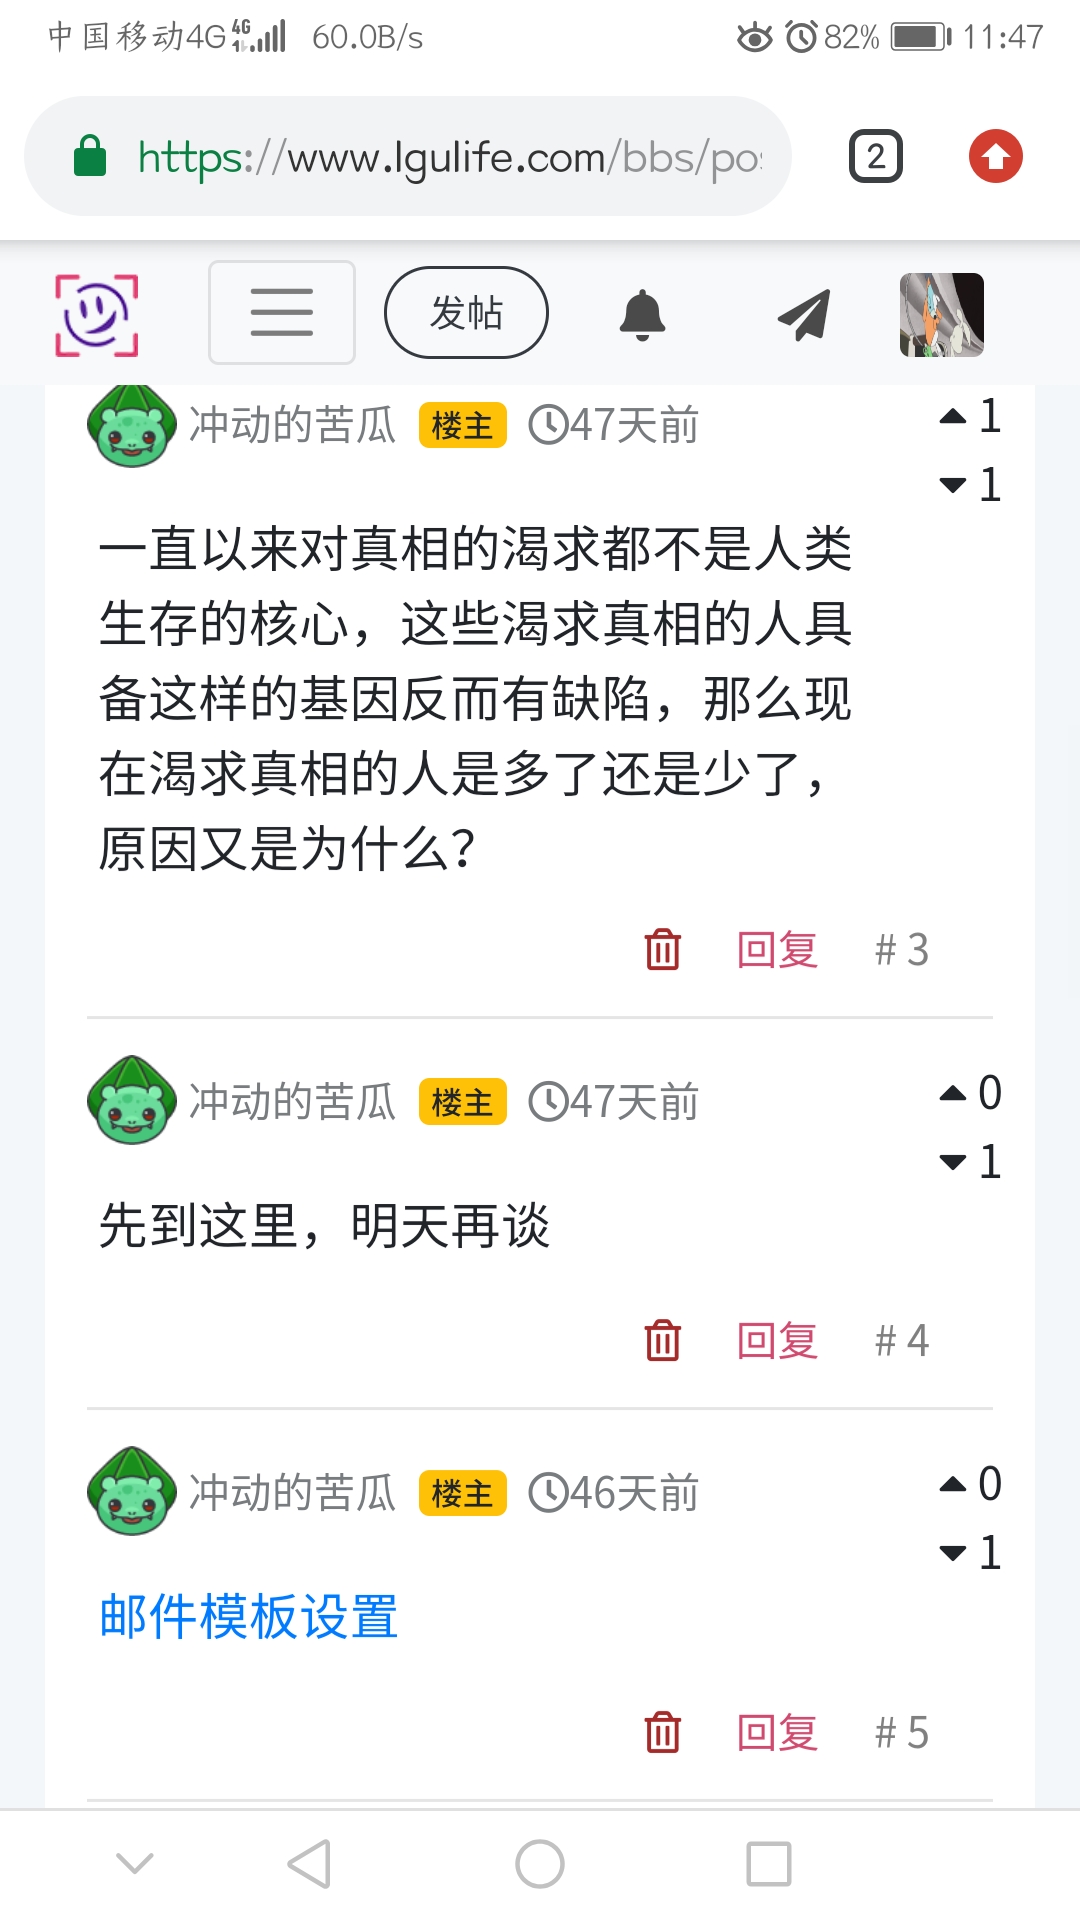 中国移动4G 4G 60.0B/s 82% 11:47
https://www.lgulife.com/bbs/po
2
发帖
冲动的苦瓜 楼主 47天前 1
1
一直以来对真相的渴求都不是人类
生存的核心，这些渴求真相的人具
备这样的基因反而有缺陷，那么现
在渴求真相的人是多了还是少了，
原因又是为什么？
回复 # 3
冲动的苦瓜 楼主 47天前 0
1
先到这里，明天再谈
回复 # 4
冲动的苦瓜 楼主 46天前 0
1
邮件模板设置
回复 # 5